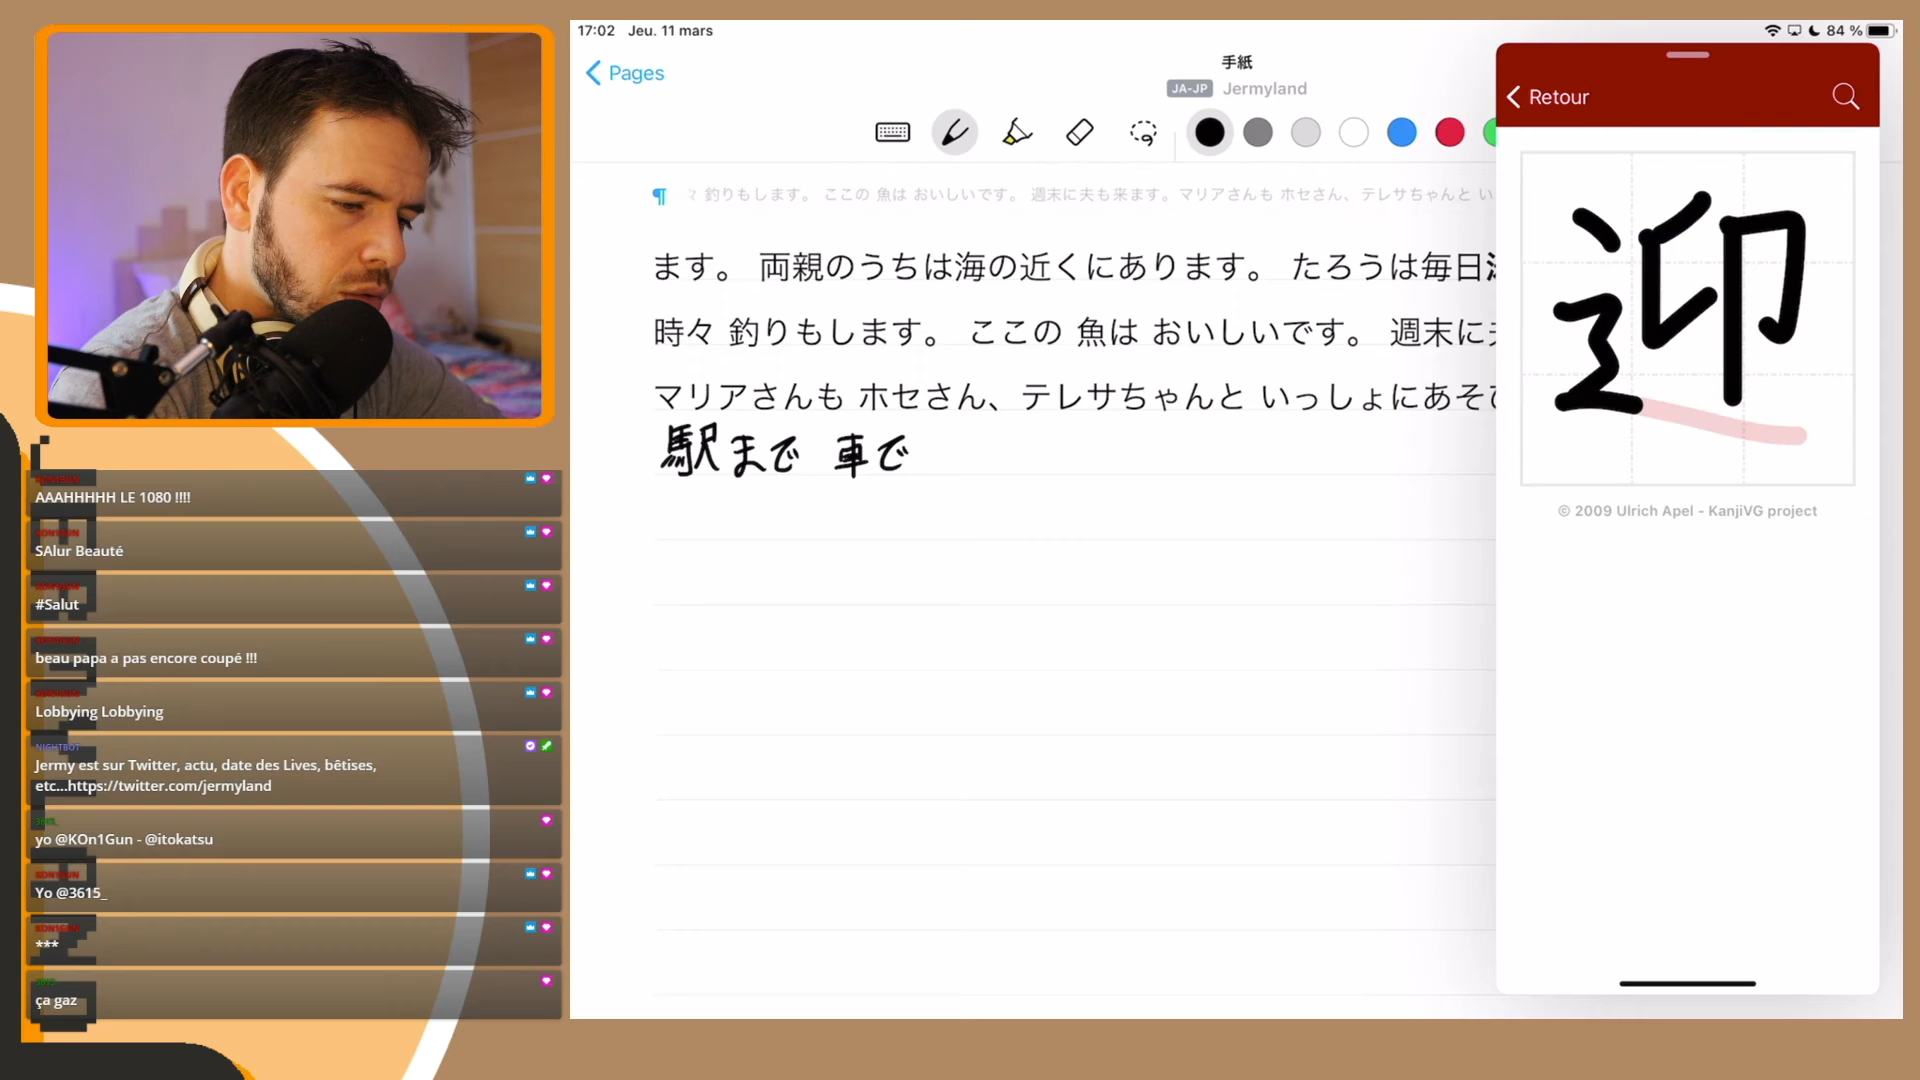 17:02 Jeu. 11 mars
84 %
Pages
手紙
JA-JP Jermyland
Retour
釣りもします。 ここの 魚は おいしいです。 週末に夫も来ます。マリアさんも ホセさん、テレサちゃんと い
ます。 両親のうちは海の近くにあります。 たろうは毎日
時々 釣りもします。 ここの 魚は おいしいです。 週末に
マリアさんも ホセさん、テレサちゃんと いっしょにあそ
駅まで 車で
迎
© 2009 Ulrich Apel - KanjiVG project
AAAHHHHH LE 1080 !!!!
SAlur Beauté
#Salut
beau papa a pas encore coupé !!!
Lobbying Lobbying
NIGHTBOT
Jermy est sur Twitter, actu, date des Lives, bêtises,
etc...https://twitter.com/jermyland
yo @KOn1Gun - @itokatsu
KON1GUN
Yo @3615_
KON1GUN
***
ça gaz